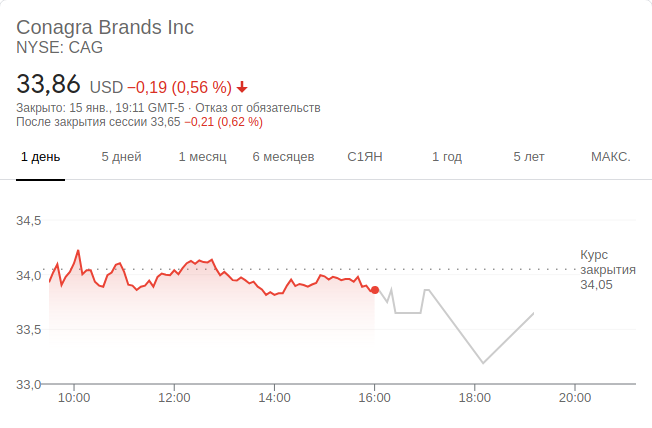 Conagra Brands Inc
NYSE: CAG
33,86 USD −0,19 (0,56 %)
Закрыто: 15 янв., 19:11 GMT-5 · Отказ от обязательств
После закрытия сессии 33,65 −0,21 (0,62 %)
1 день 5 дней 1 месяц 6 месяцев С1ЯН 1 год 5 лет МАКС.
34,5
34,0
33,5
33,0
Курс
закрытия
34,05
10:00 12:00 14:00 16:00 18:00 20:00